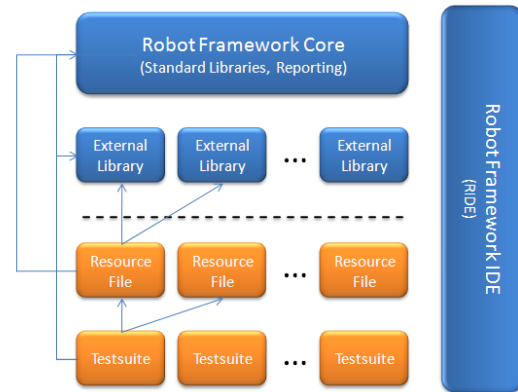 Robot Framework Core
(Standard Libraries, Reporting)
External
Library
External
Library
...
External
Library
Resource
File
Resource
File
...
Resource
File
Testsuite
Testsuite
...
Testsuite
Robot Framework IDE
(RIDE)